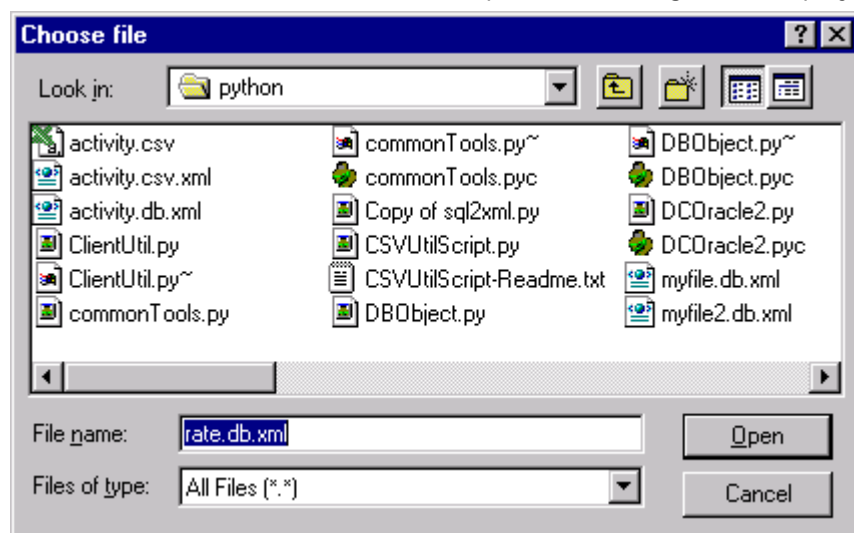 Choose file
Look in: python
activity.csv commonTools.py~ DBObject.py~
activity.csv.xml commonTools.pyc DBObject.pyc
activity.db.xml Copy of sql2xml.py DCOracle2.py
ClientUtil.py CSVUtilScript.py DCOracle2.pyc
ClientUtil.py~ CSVUtilScript-Readme.txt myfile.db.xml
commonTools.py DBObject.py myfile2.db.xml
File name: rate.db.xml Open
Files of type: All Files (*.*) Cancel